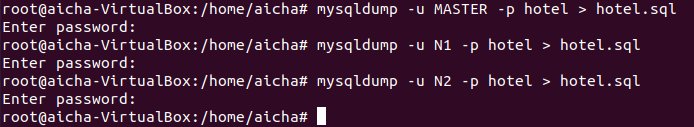 root@aicha-VirtualBox:/home/aicha# mysqldump -u MASTER -p hotel > hotel.sql
Enter password:
root@aicha-VirtualBox:/home/aicha# mysqldump -u N1 -p hotel > hotel.sql
Enter password:
root@aicha-VirtualBox:/home/aicha# mysqldump -u N2 -p hotel > hotel.sql
Enter password:
root@aicha-VirtualBox:/home/aicha#